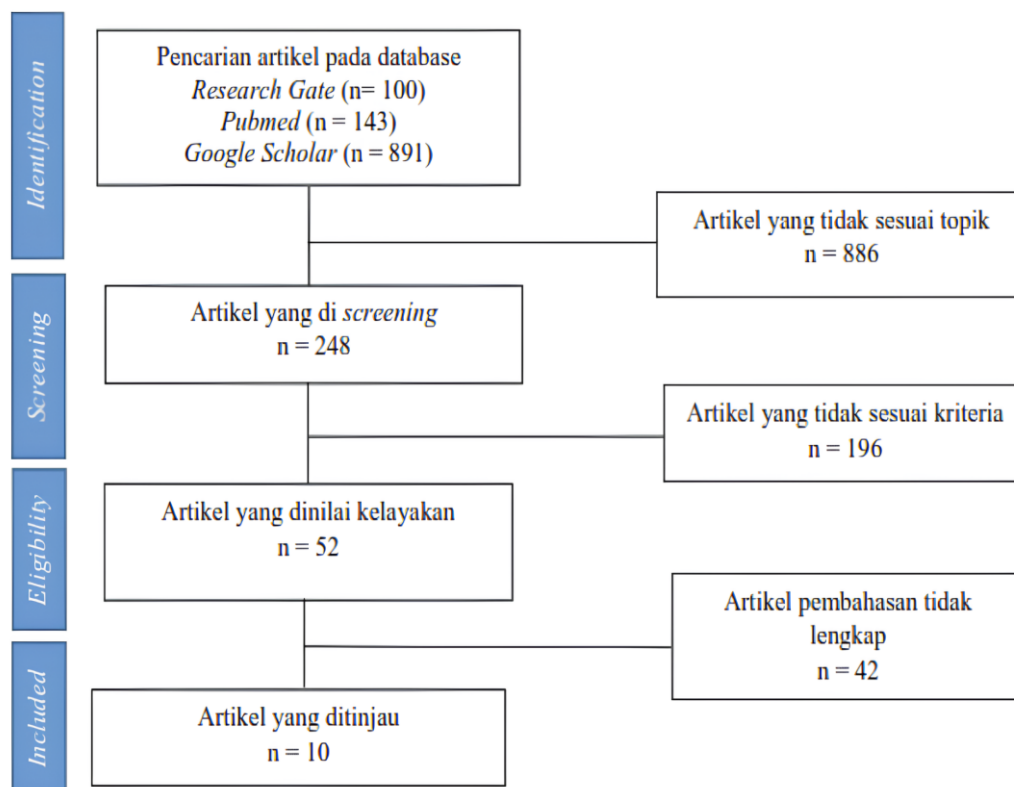 Identification
Pencarian artikel pada database
Research Gate (n= 100)
Pubmed (n = 143)
Google Scholar (n = 891)
Artikel yang tidak sesuai topik
n = 886
Screening
Artikel yang di screening
n = 248
Artikel yang tidak sesuai kriteria
n = 196
Eligibility
Artikel yang dinilai kelayakan
n = 52
Artikel pembahasan tidak
lengkap
n = 42
Included
Artikel yang ditinjau
n = 10